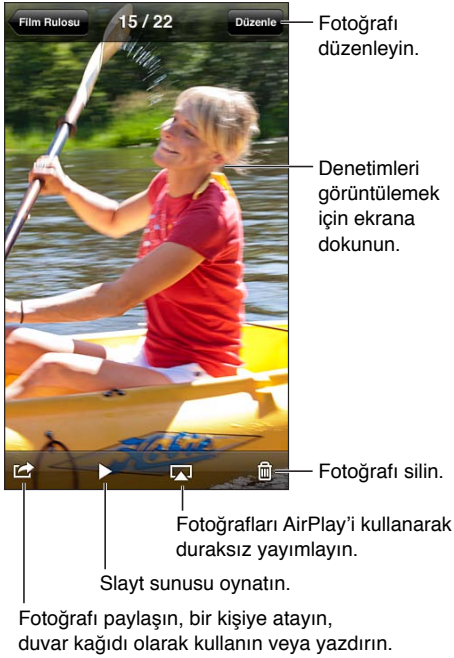 Film Rulosu 15 / 22 Düzenle
Fotoğrafı
düzenleyin.
Denetimleri
görüntülemek
için ekrana
dokunun.
Hobie
Fotoğrafı silin.
Fotoğrafları AirPlay'i kullanarak
duraksız yayımlayın.
Slayt sunusu oynatın.
Fotoğrafı paylaşın, bir kişiye atayın,
duvar kağıdı olarak kullanın veya yazdırın.